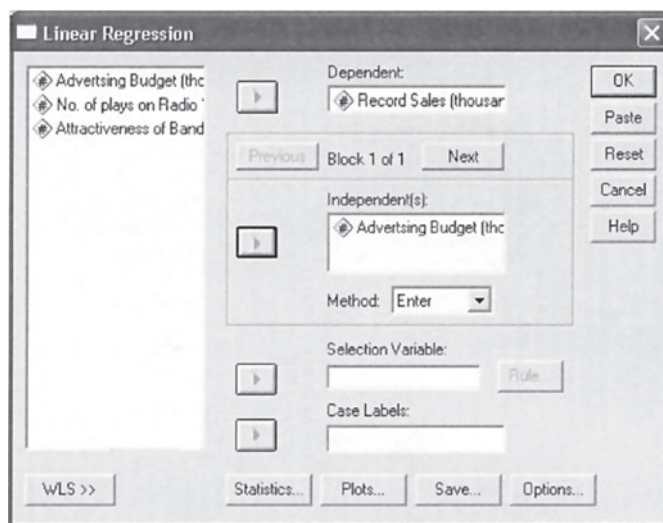 Linear Regression
Advertsing Budget (thc
No. of plays on Radio
Attractiveness of Band
Dependent:
Record Sales (thousar
Previous
Block 1 of 1
Next
Independent(s):
Advertsing Budget (thc
Method:
Enter
Selection Variable:
Rule...
Case Labels:
OK
Paste
Reset
Cancel
Help
WLS >>
Statistics...
Plots...
Save...
Options...